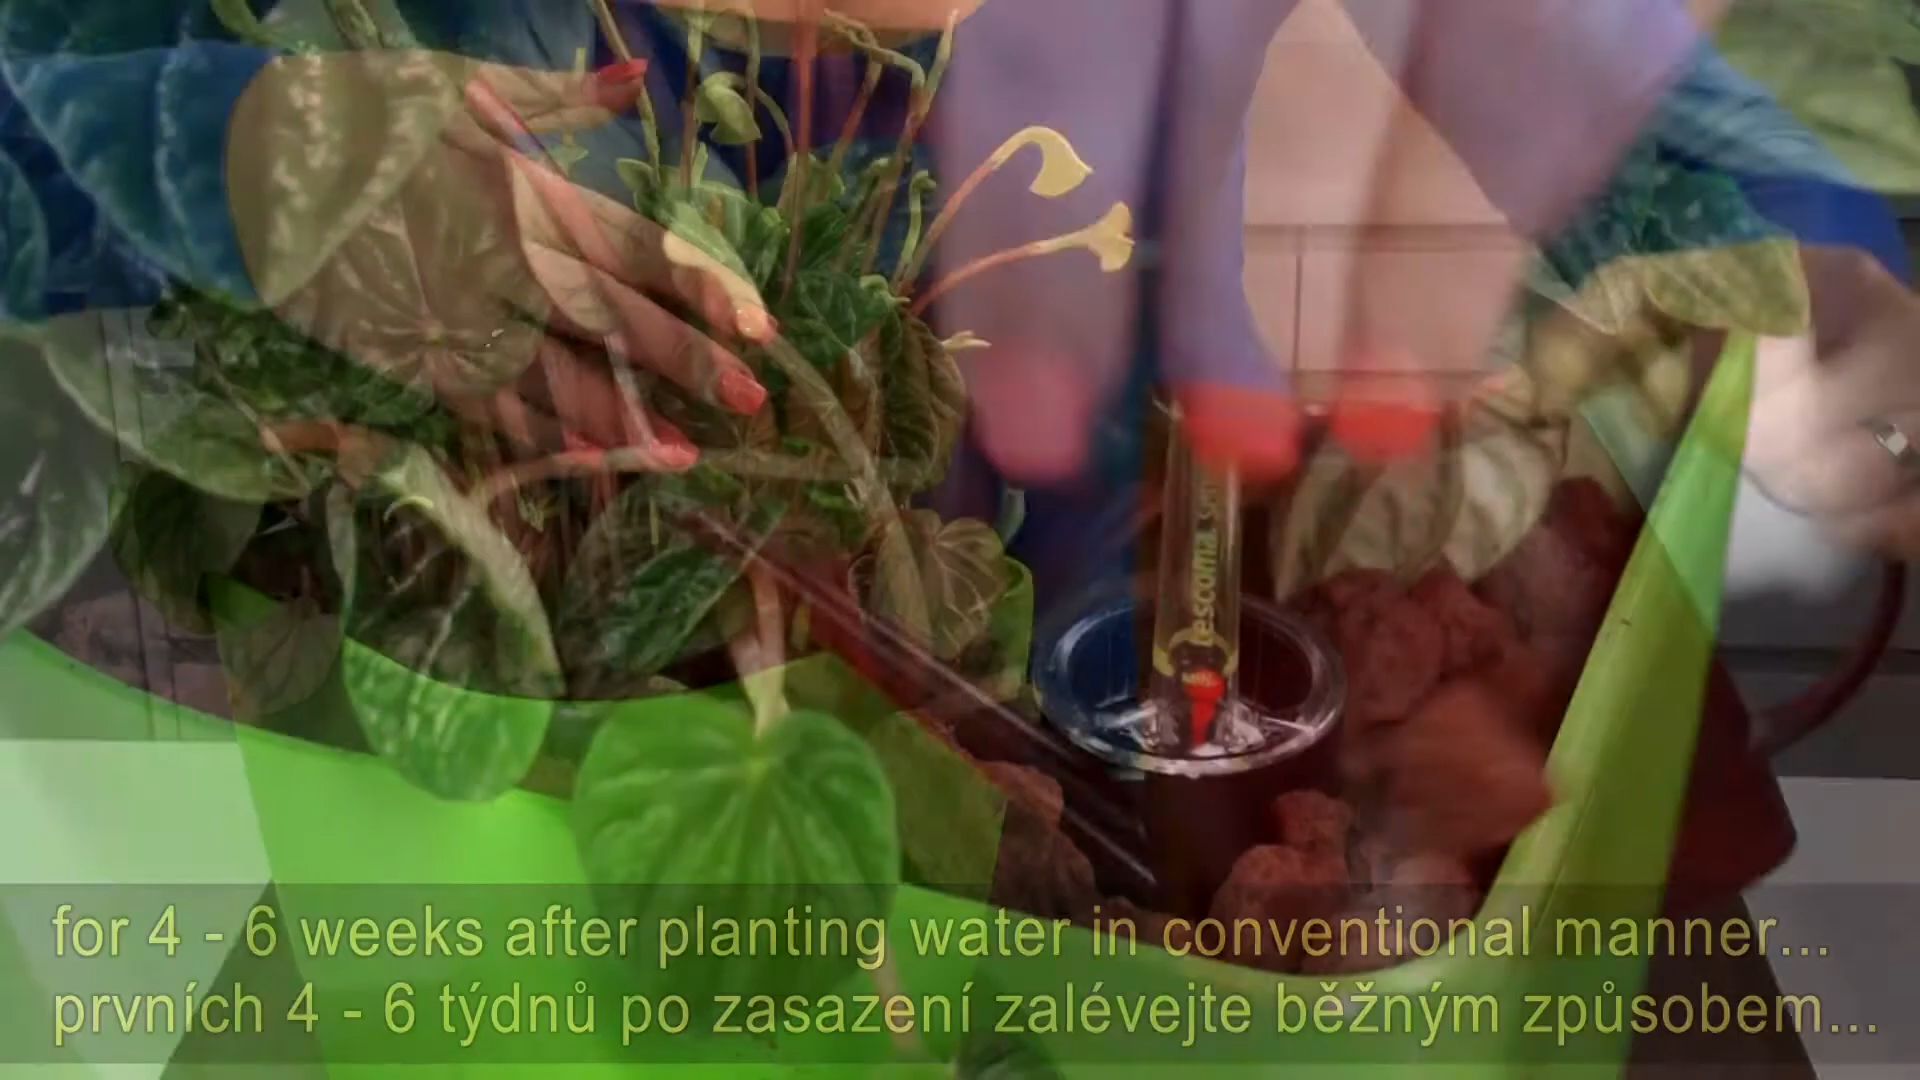 for 4 - 6 weeks after planting water in conventional manner...
prvních 4 - 6 týdnů po zasazení zalévejte běžným způsobem...
tescoma